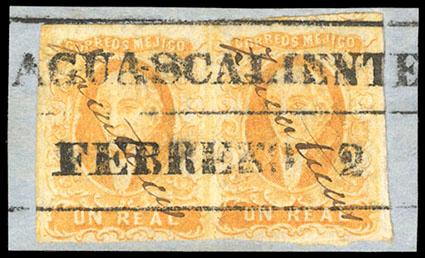 CORREOS MEJICO CORREOS MEJICO
AGUASCALIENTE
FEBRERO 2
UN REAL UN REAL